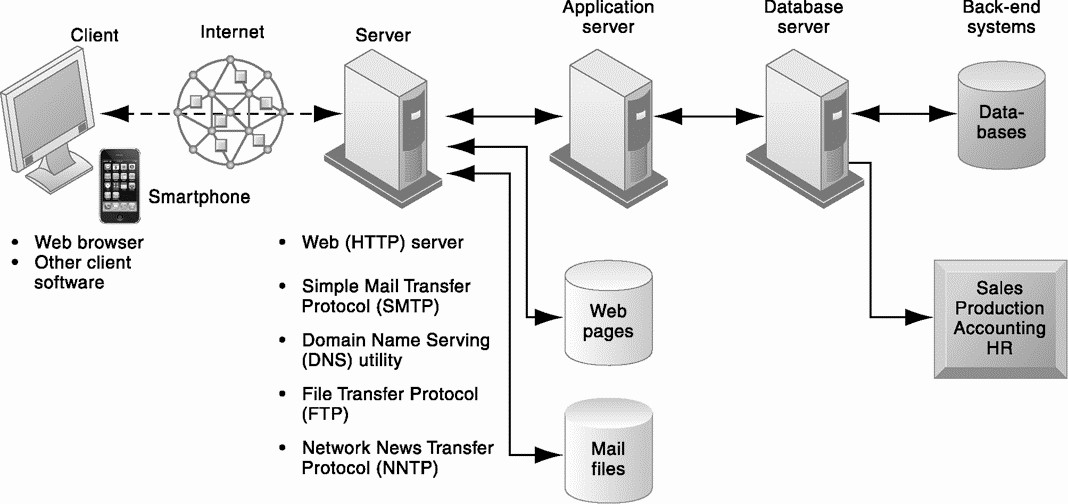 Client
Internet
Server
Application
server
Database
server
Back-end
systems
Data-
bases
Smartphone
• Web browser
• Other client
software
• Web (HTTP) server
• Simple Mail Transfer
Protocol (SMTP)
• Domain Name Serving
(DNS) utility
• File Transfer Protocol
(FTP)
• Network News Transfer
Protocol (NNTP)
Web
pages
Mail
files
Sales
Production
Accounting
HR